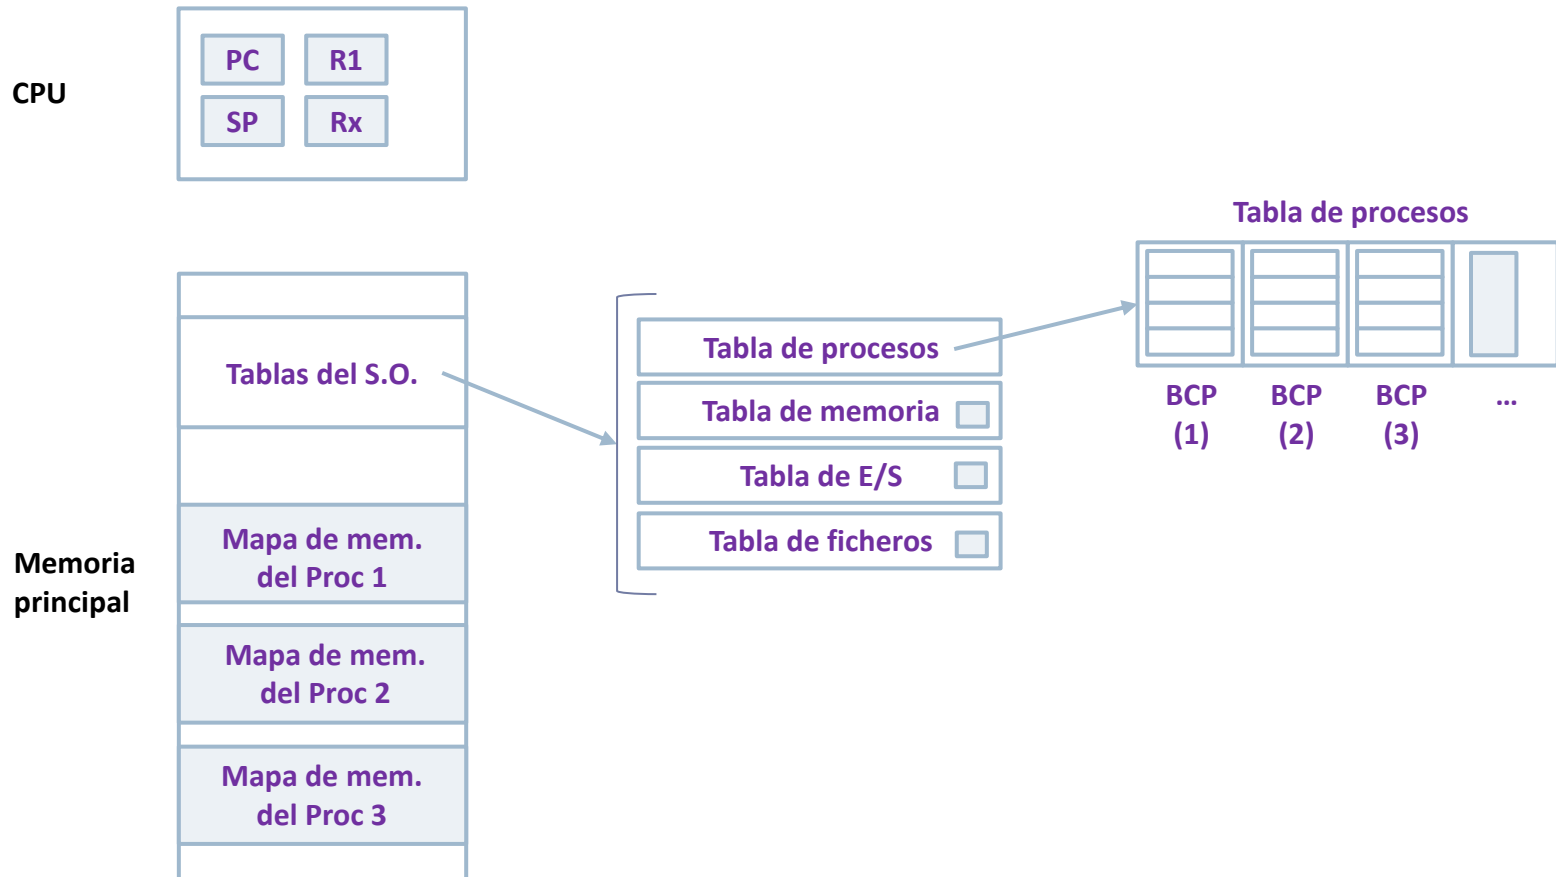 CPU
PC
R1
SP
Rx
Tabla de procesos
BCP
(1)
BCP
(2)
BCP
(3)
...
Tablas del S.O.
Tabla de procesos
Tabla de memoria
Tabla de E/S
Tabla de ficheros
Memoria
principal
Mapa de mem.
del Proc 1
Mapa de mem.
del Proc 2
Mapa de mem.
del Proc 3